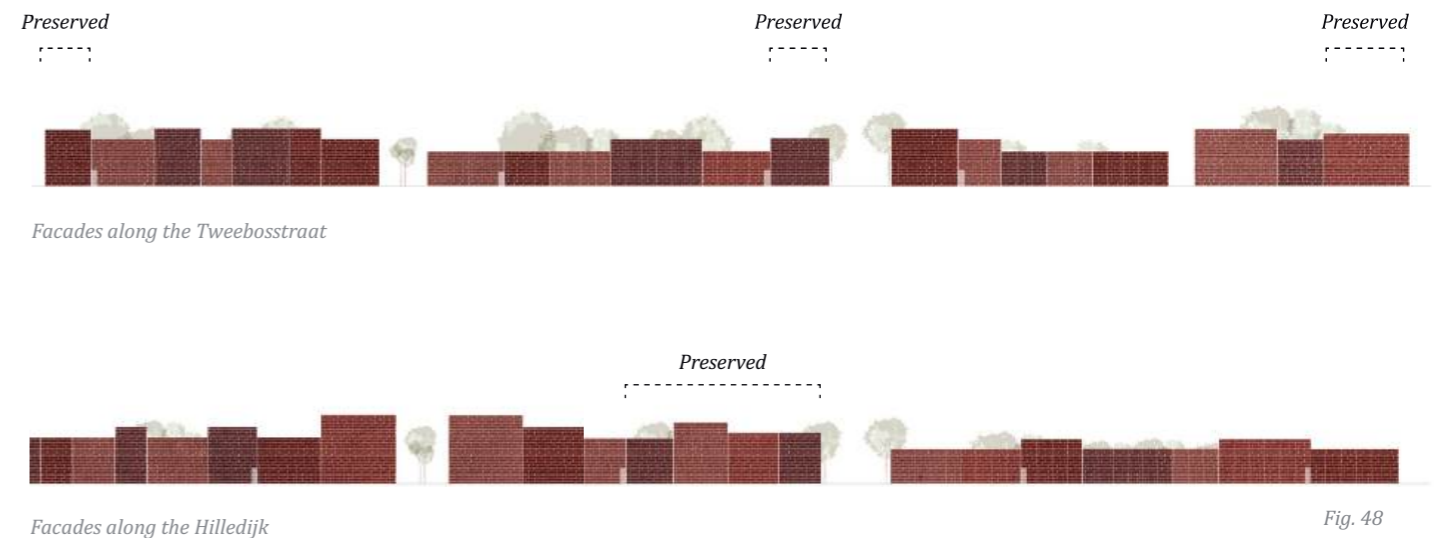 Preserved
Preserved
Preserved
Facades along the Tweebosstraat
Preserved
Facades along the Hilledijk
Fig. 48